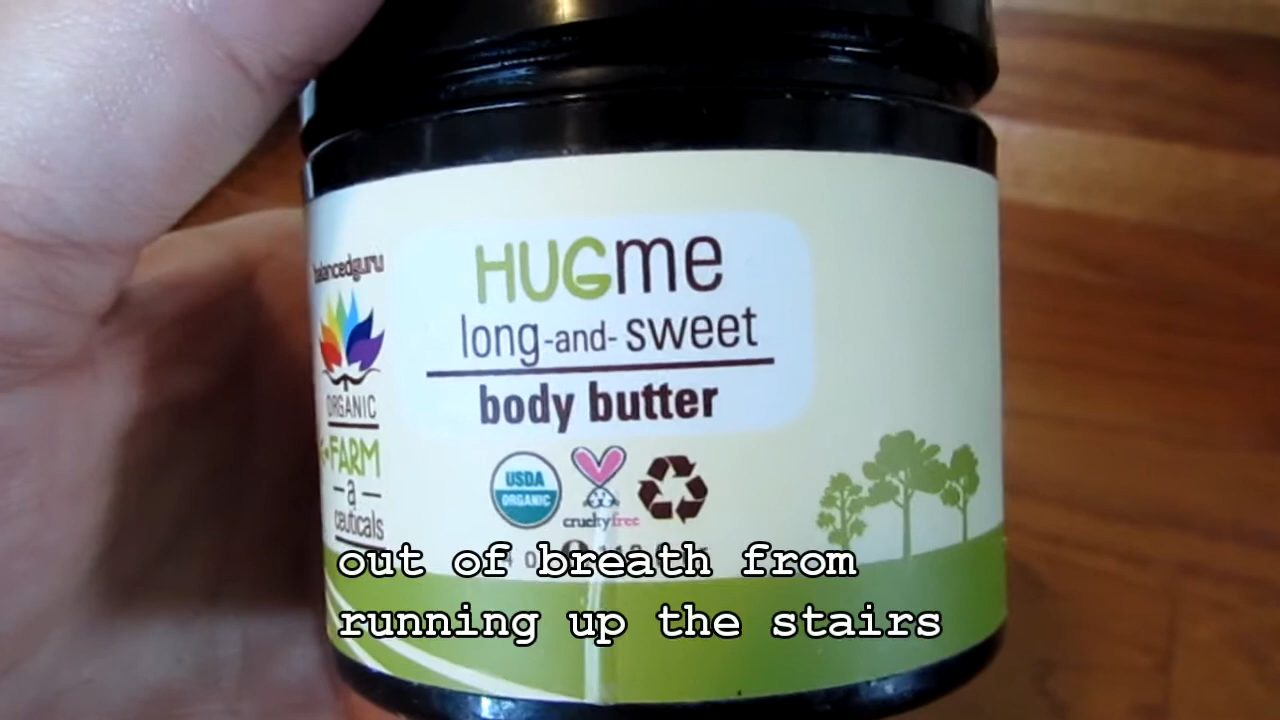 balancedguru
ORGANIC
FARM
-a-
ceuticals
HUGme
long-and-sweet
body butter
USDA
ORGANIC
crueltyfree
out of breath from
running up the stairs